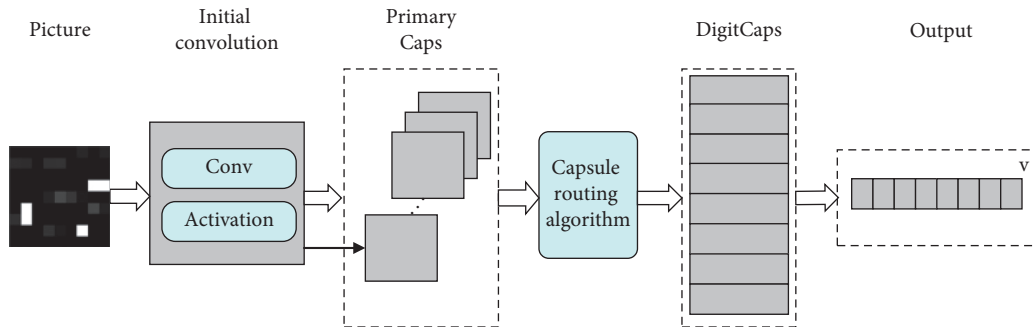 Picture
Initial
convolution
Primary
Caps
DigitCaps
Output
Conv
Activation
Capsule
routing
algorithm
v